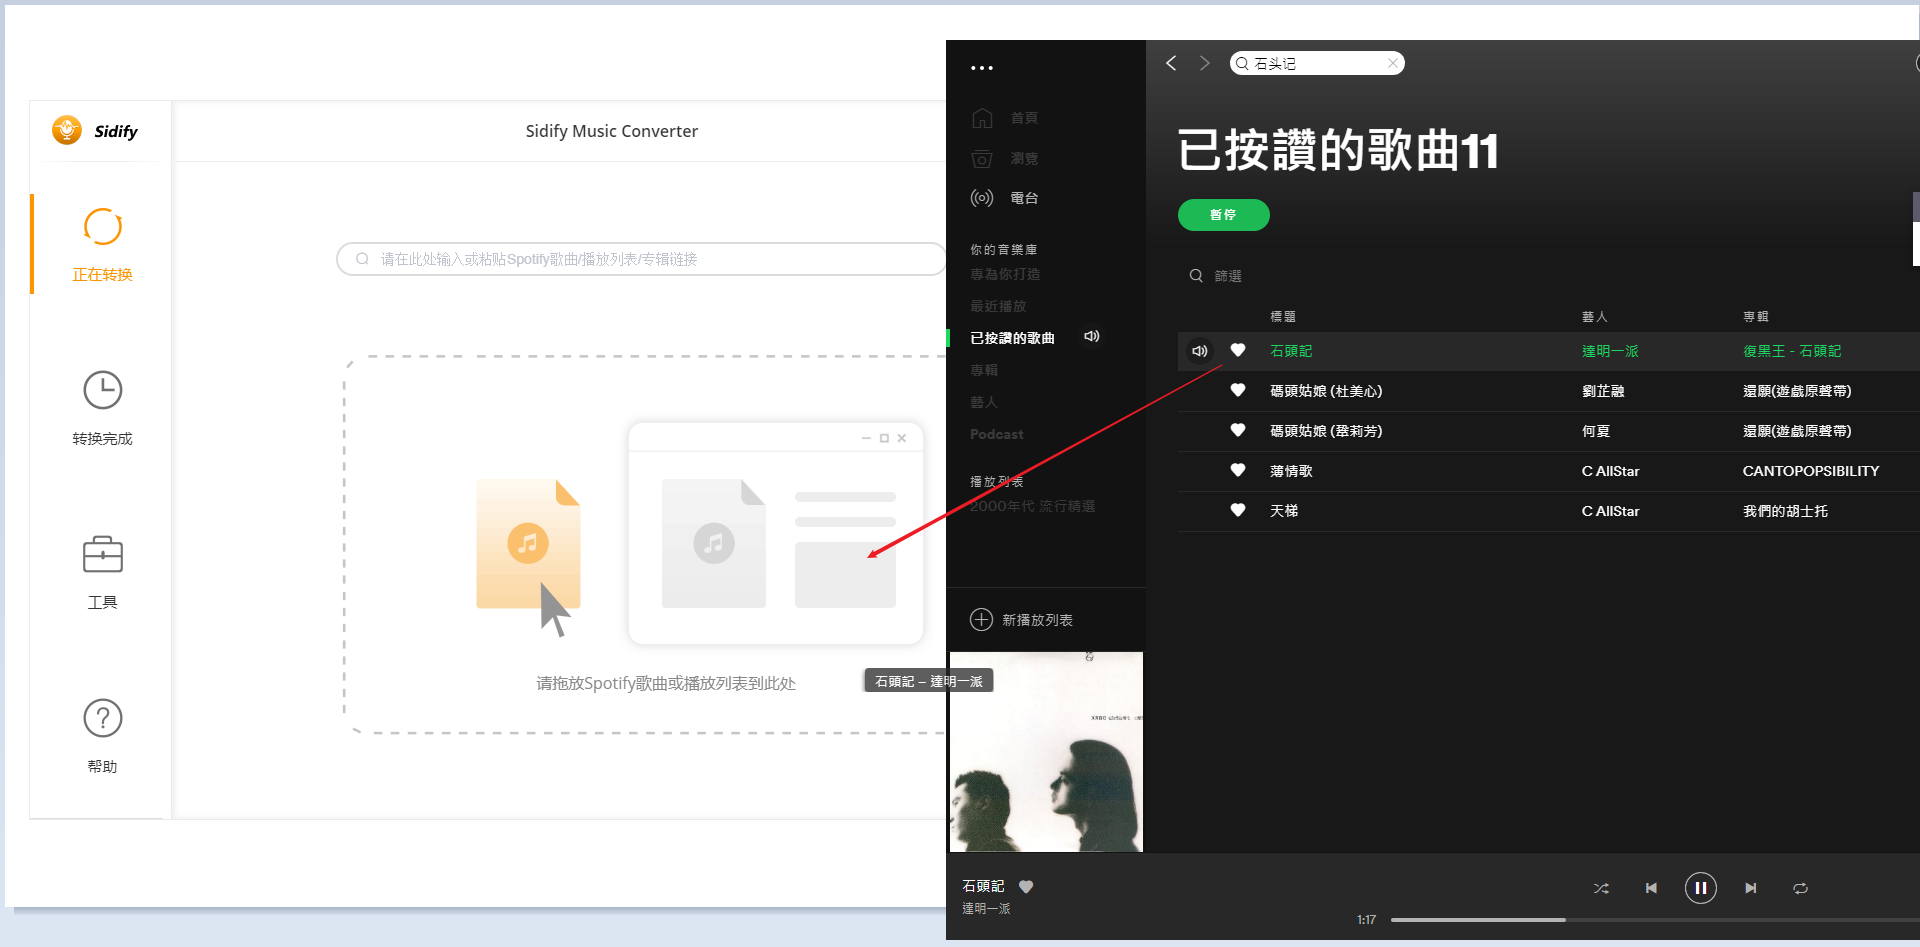 Sidify
Sidify Music Converter
正在转换
转换完成
工具
帮助
请在此处输入或粘贴Spotify歌曲/播放列表/专辑链接
请拖放Spotify歌曲或播放列表到此处
石頭記 – 達明一派
首頁
瀏覽
電台
你的音樂庫
專為你打造
最近播放
已按讚的歌曲
專輯
藝人
Podcast
播放列表
2000年代 流行精選
新播放列表
石头记
已按讚的歌曲11
暫停
篩選
標題 藝人 專輯
石頭記 達明一派 復黑王 - 石頭記
碼頭姑娘 (杜美心) 劉芷融 還願(遊戲原聲帶)
碼頭姑娘 (鞏莉芳) 何夏 還願(遊戲原聲帶)
薄情歌 C AllStar CANTOPOPSIBILITY
天梯 C AllStar 我們的胡士托
石頭記
達明一派
1:17